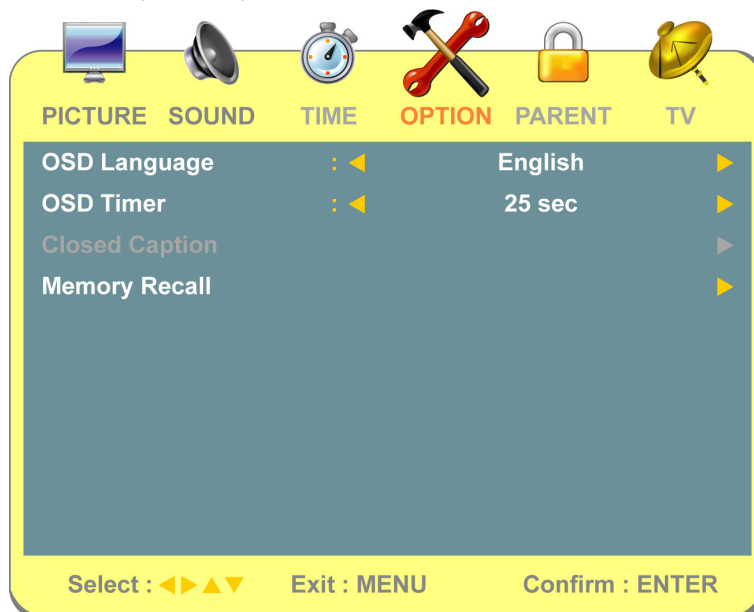 PICTURE SOUND TIME OPTION PARENT TV
OSD Language : English
OSD Timer : 25 sec
Closed Caption
Memory Recall
Select : Exit : MENU Confirm : ENTER